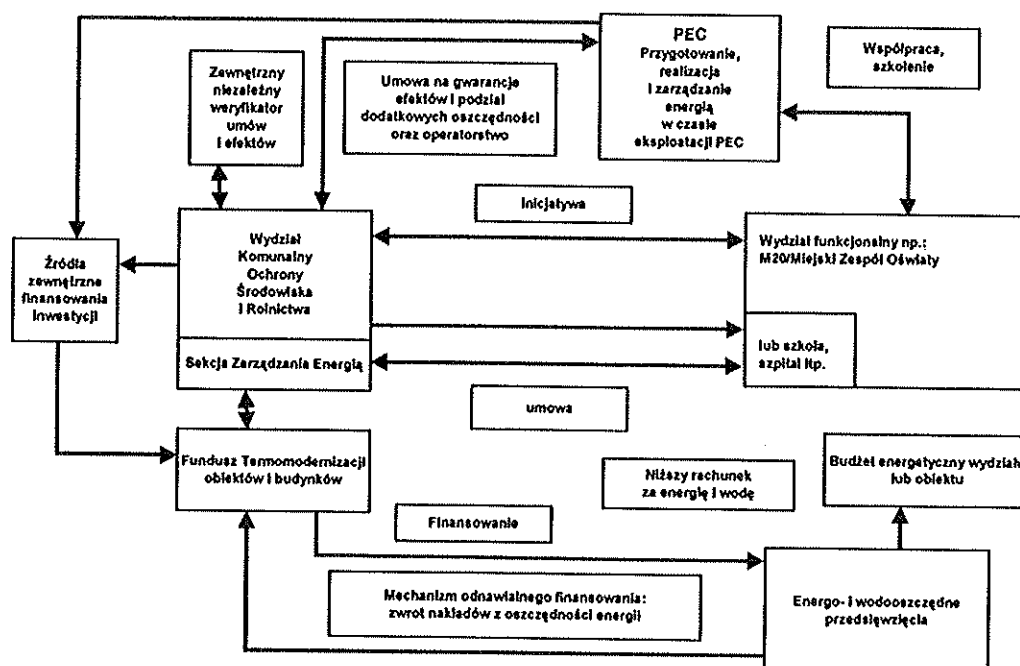 PEC
Przygotowanie,
realizacja
i zarządzanie
energią
w czasie
eksploatacji PEC
Współpraca,
szkolenie
Zewnętrzny
niezależny
weryfikator
umów
i efektów
Umowa na gwarancje
efektów i podział
dodatkowych oszczędności
oraz operatorstwo
Inicjatywa
Wydział
Komunalny
Ochrony
Środowiska
i Rolnictwa
Wydział funkcjonalny np.:
M20/Miejski Zespół Oświaty
Źródła
zewnętrzne
finansowania
inwestycji
Sekcja Zarządzania Energią
lub szkoła,
szpital itp.
umowa
Fundusz Termomodernizacji
obiektów i budynków
Niższy rachunek
za energię i wodę
Budżet energetyczny wydziału
lub obiektu
Finansowanie
Mechanizm odnawialnego finansowania:
zwrot nakładów z oszczędności energii
Energo- i wodooszczędne
przedsięwzięcia